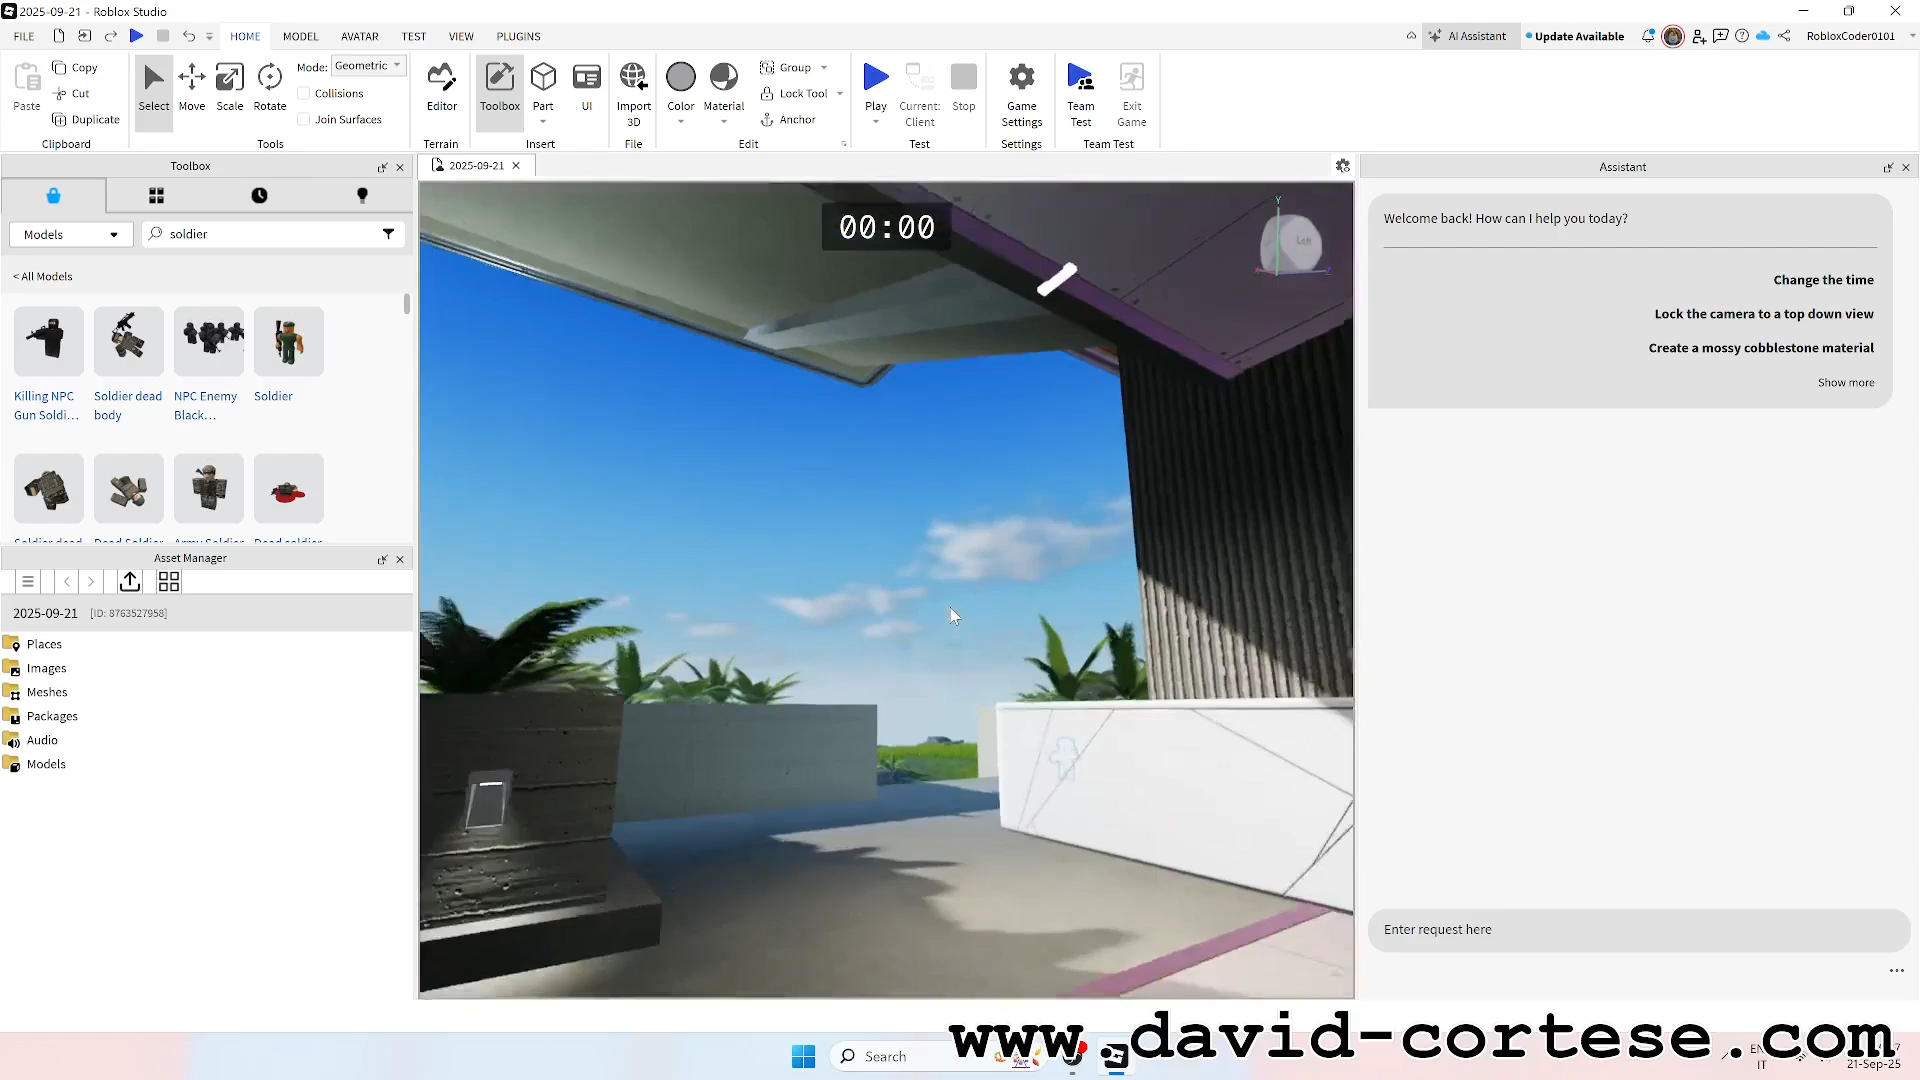 2025-09-21 - Roblox Studio
FILE HOME MODEL AVATAR TEST VIEW PLUGINS
AI Assistant Update Available RobloxCoder0101
Paste Copy Cut Duplicate
Clipboard
Select Move Scale Rotate
Mode: Geometric
Collisions
Join Surfaces
Tools
Editor
Terrain
Toolbox Part UI
Insert
Import 3D
File
Color Material Group Lock Tool Anchor
Edit
Play Current: Client Stop
Test
Game Settings
Settings
Team Test Exit Game
Team Test
Toolbox
Models soldier
< All Models
Killing NPC Gun Soldi...
Soldier dead body
NPC Enemy Black...
Soldier
Asset Manager
2025-09-21 [ID: 8763527958]
Places
Images
Meshes
Packages
Audio
Models
2025-09-21
00:00
Y
Left
Assistant
Welcome back! How can I help you today?
Change the time
Lock the camera to a top down view
Create a mossy cobblestone material
Show more
Enter request here
www.david-cortese.com
Search
IT
21-Sep-25